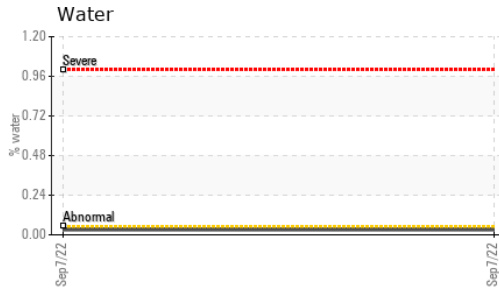 Water
1.20
Severe
0.96
0.72
% water
0.48
0.24
Abnormal
0.00
Sep7/22
Sep7/22